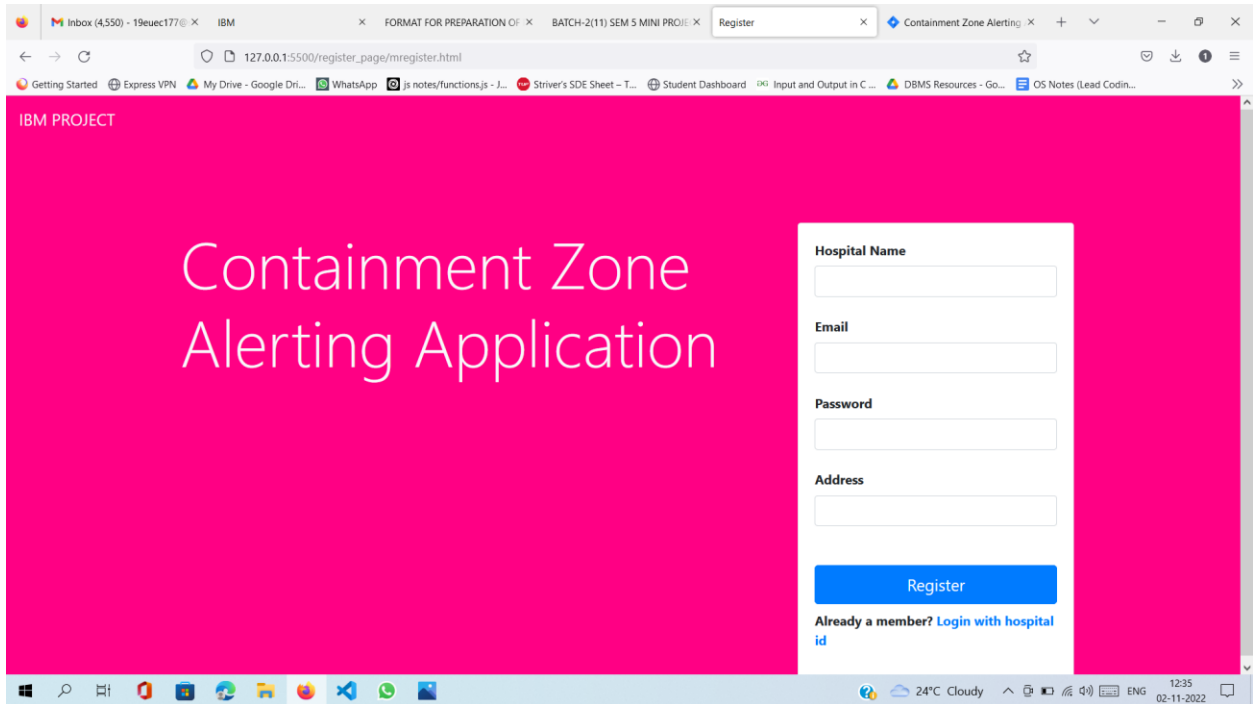 Inbox (4,550) - 19euec177@
IBM
FORMAT FOR PREPARATION OF
BATCH-2(11) SEM 5 MINI PROJE
Register
Containment Zone Alerting
127.0.0.1:5500/register_page/mregister.html
1
Getting Started
Express VPN
My Drive - Google Dri...
WhatsApp
js notes/functions.js - J...
Striver's SDE Sheet – T...
Student Dashboard
Input and Output in C ...
DBMS Resources - Go...
OS Notes (Lead Codin...
IBM PROJECT
Containment Zone
Alerting Application
Hospital Name
Email
Password
Address
Register
Already a member? Login with hospital
id
24°C Cloudy
ENG
12:35
02-11-2022